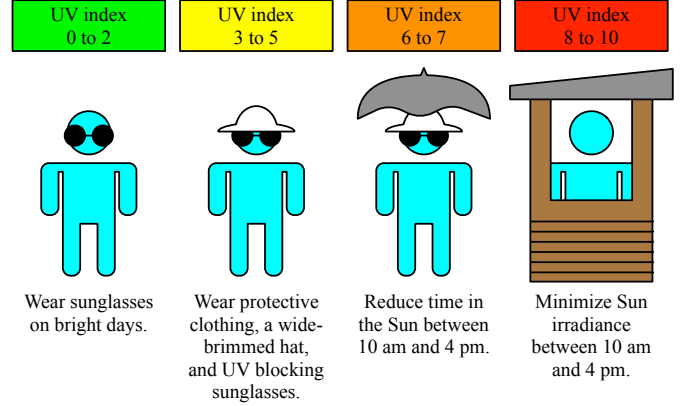 UV index
0 to 2
UV index
3 to 5
UV index
6 to 7
UV index
8 to 10
Wear sunglasses
on bright days.
Wear protective
clothing, a wide-
brimmed hat,
and UV blocking
sunglasses.
Reduce time in
the Sun between
10 am and 4 pm.
Minimize Sun
irradiance
between 10 am
and 4 pm.